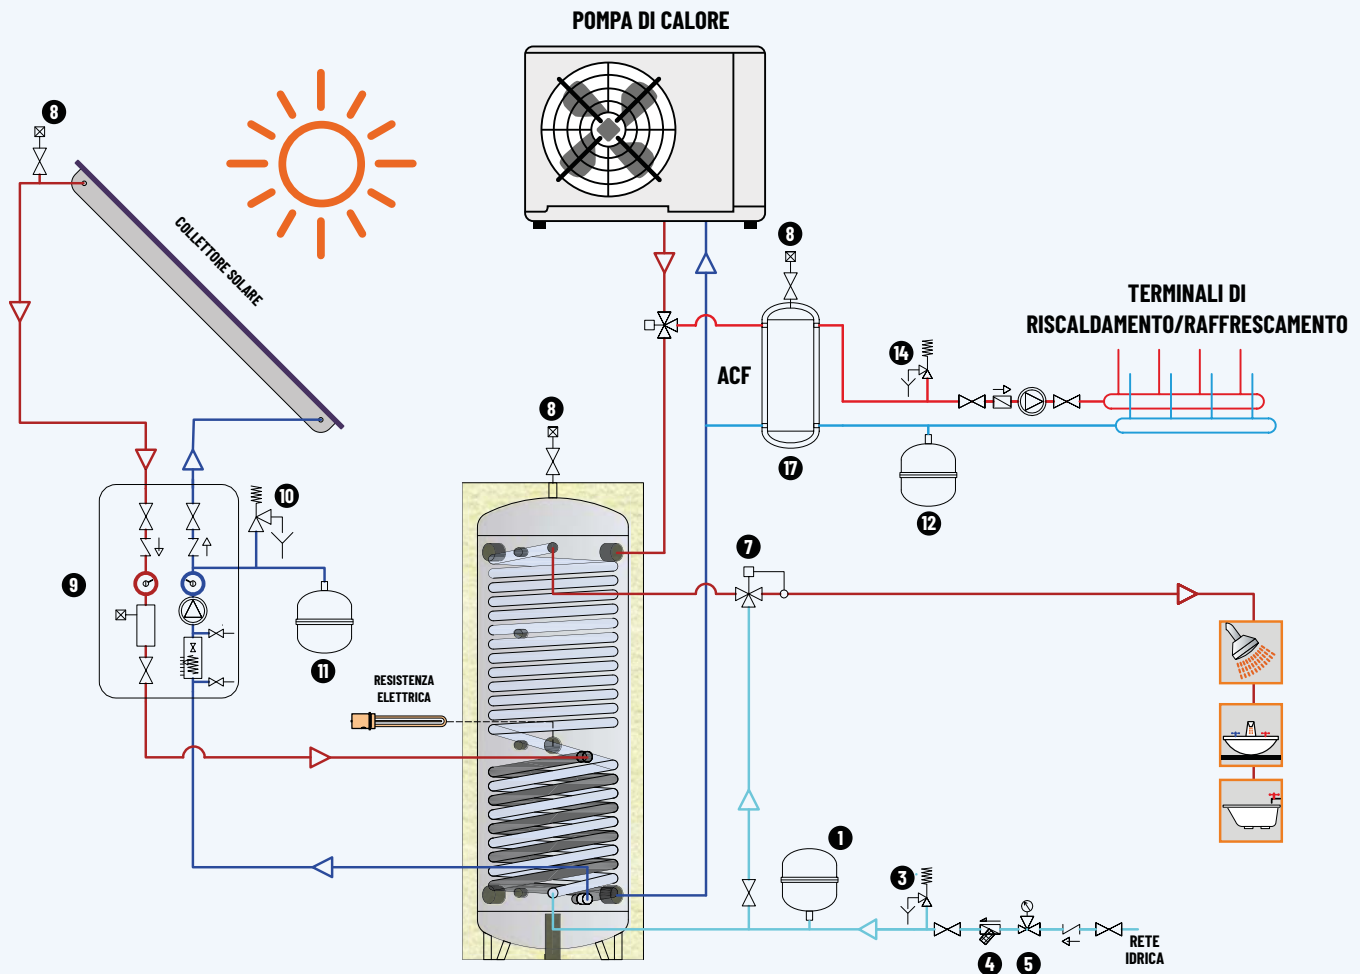 POMPA DI CALORE
8
COLLETTORE SOLARE
8
TERMINALI DI
RISCALDAMENTO/RAFFRESCAMENTO
14
ACF
8
17
12
10
7
9
11
RESISTENZA
ELETTRICA
1
3
4
5
RETE
IDRICA